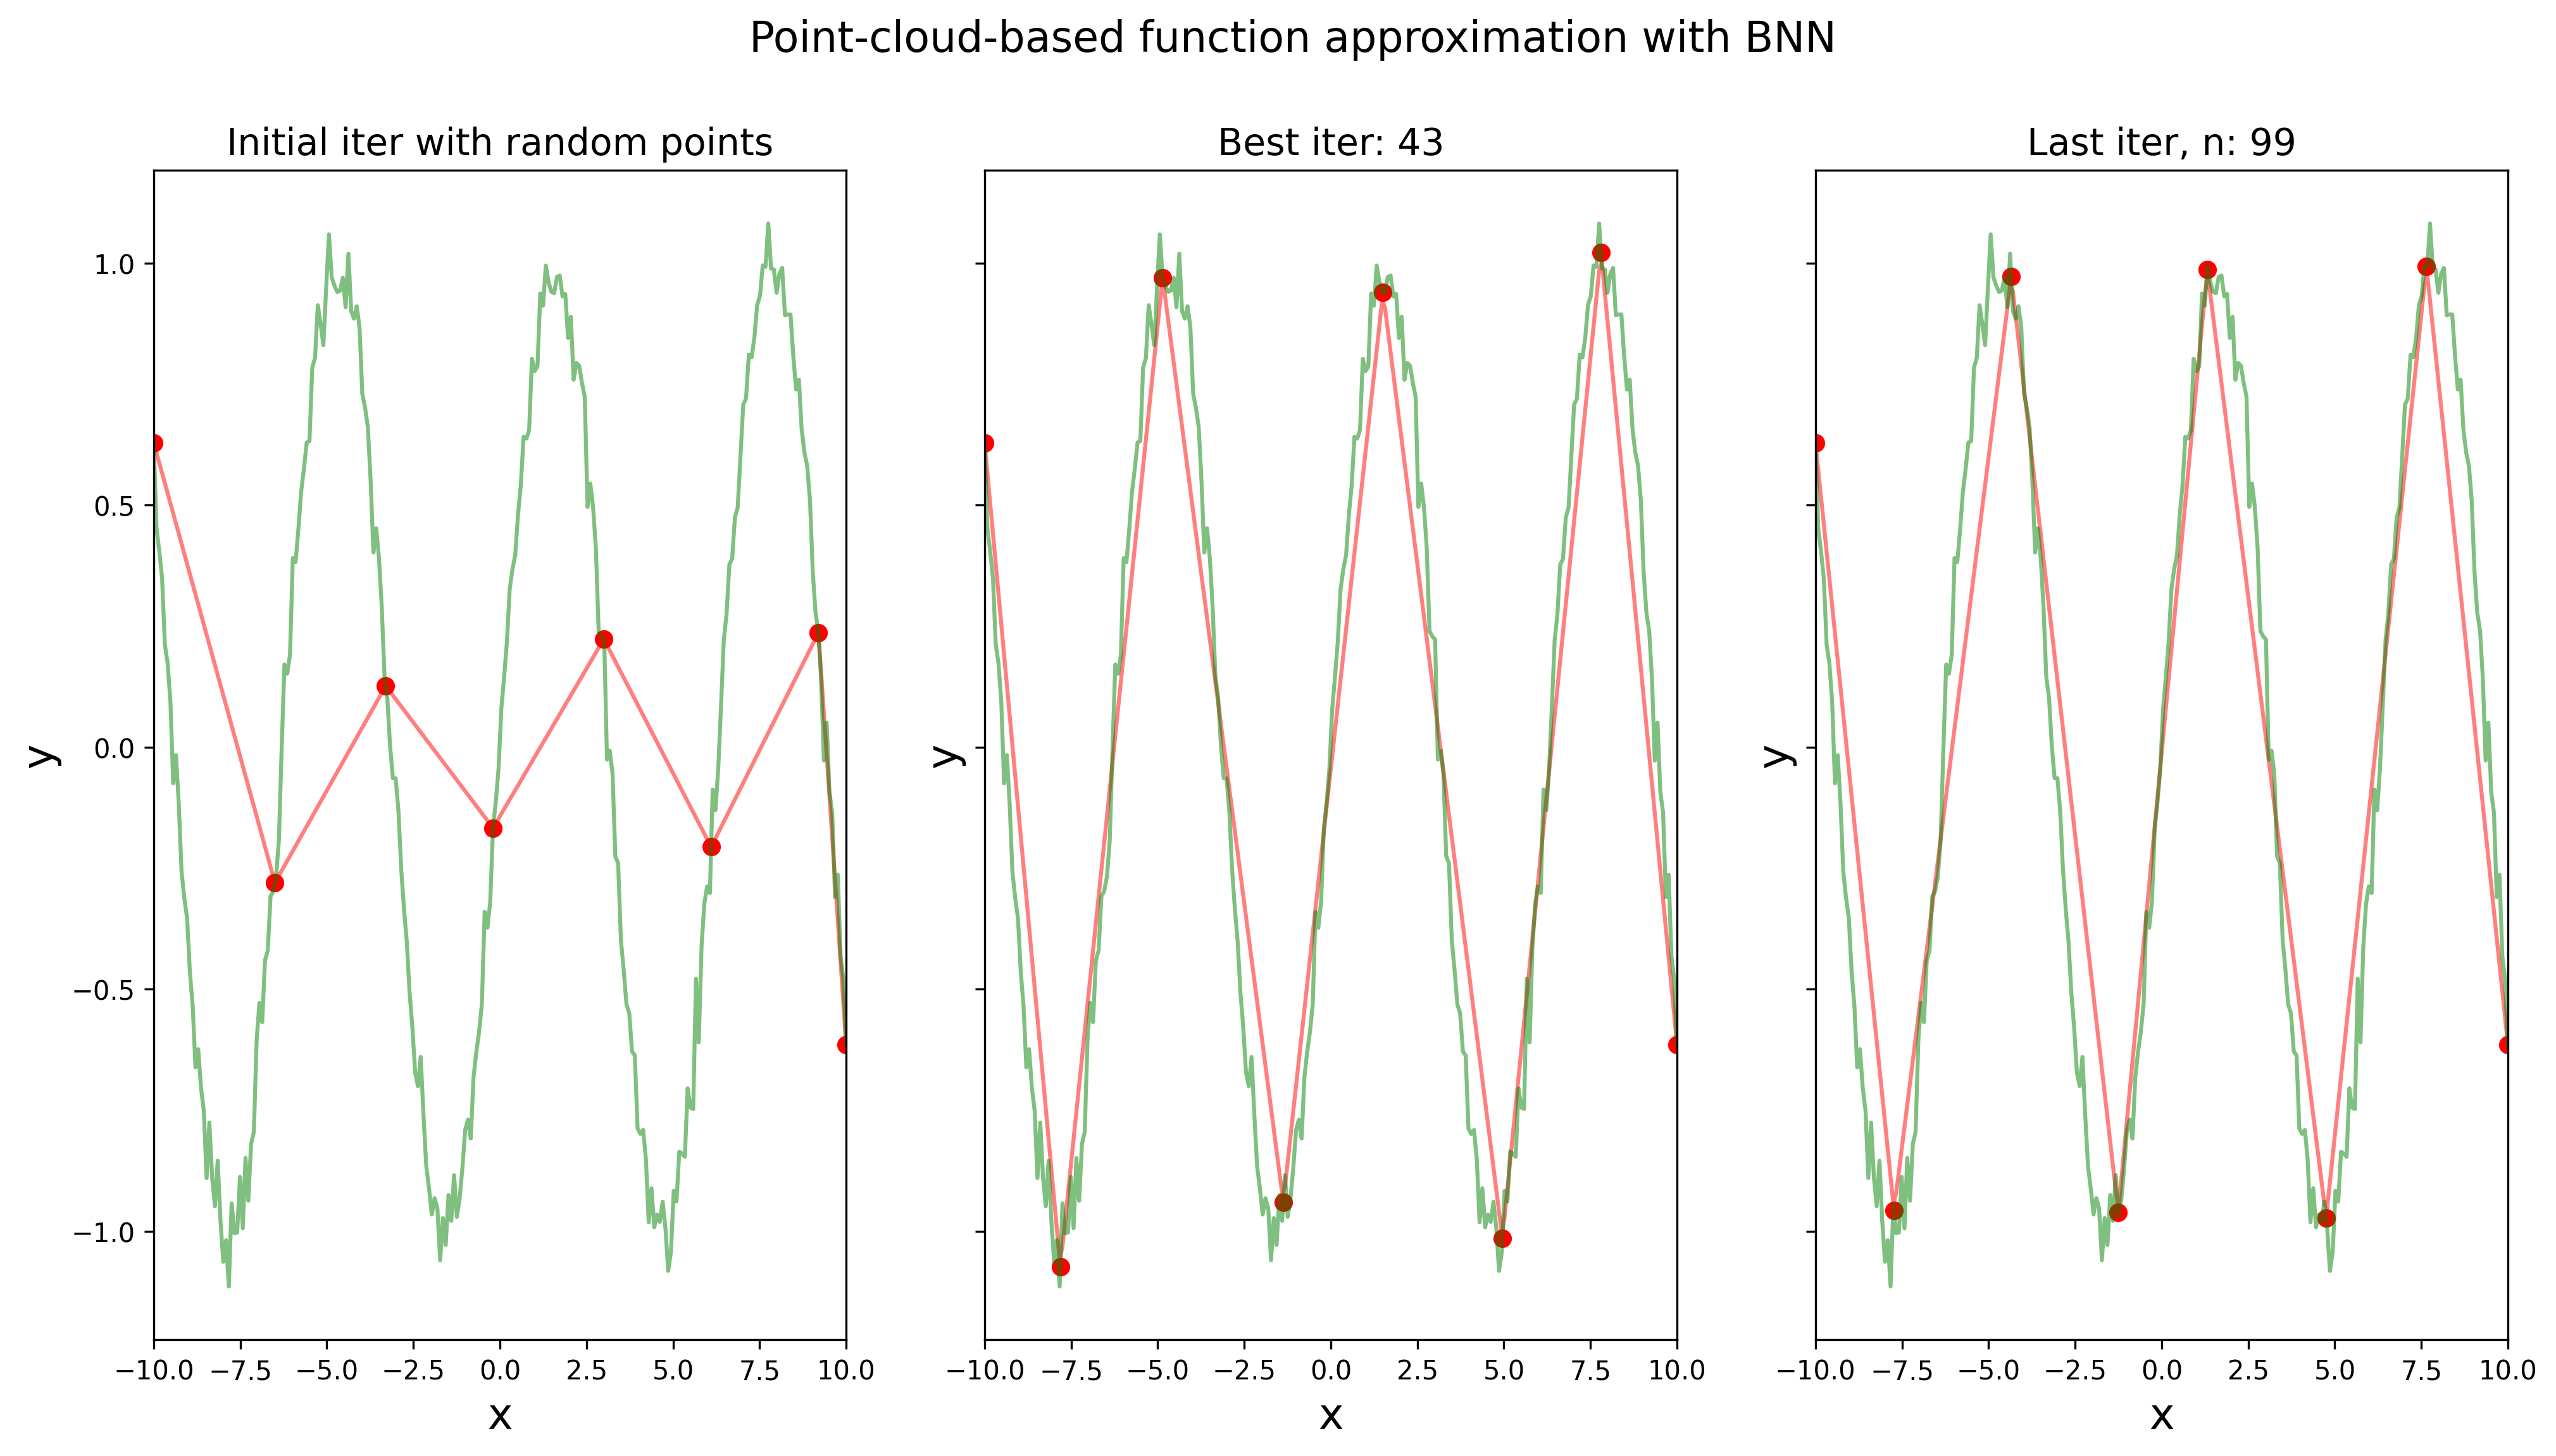 Point-cloud-based function approximation with BNN
Initial iter with random points
Best iter: 43
Last iter, n: 99
1.0
0.5
0.0
−0.5
−1.0
y
y
y
−10.0 −7.5 −5.0 −2.5 0.0 2.5 5.0 7.5 10.0
−10.0 −7.5 −5.0 −2.5 0.0 2.5 5.0 7.5 10.0
−10.0 −7.5 −5.0 −2.5 0.0 2.5 5.0 7.5 10.0
x
x
x